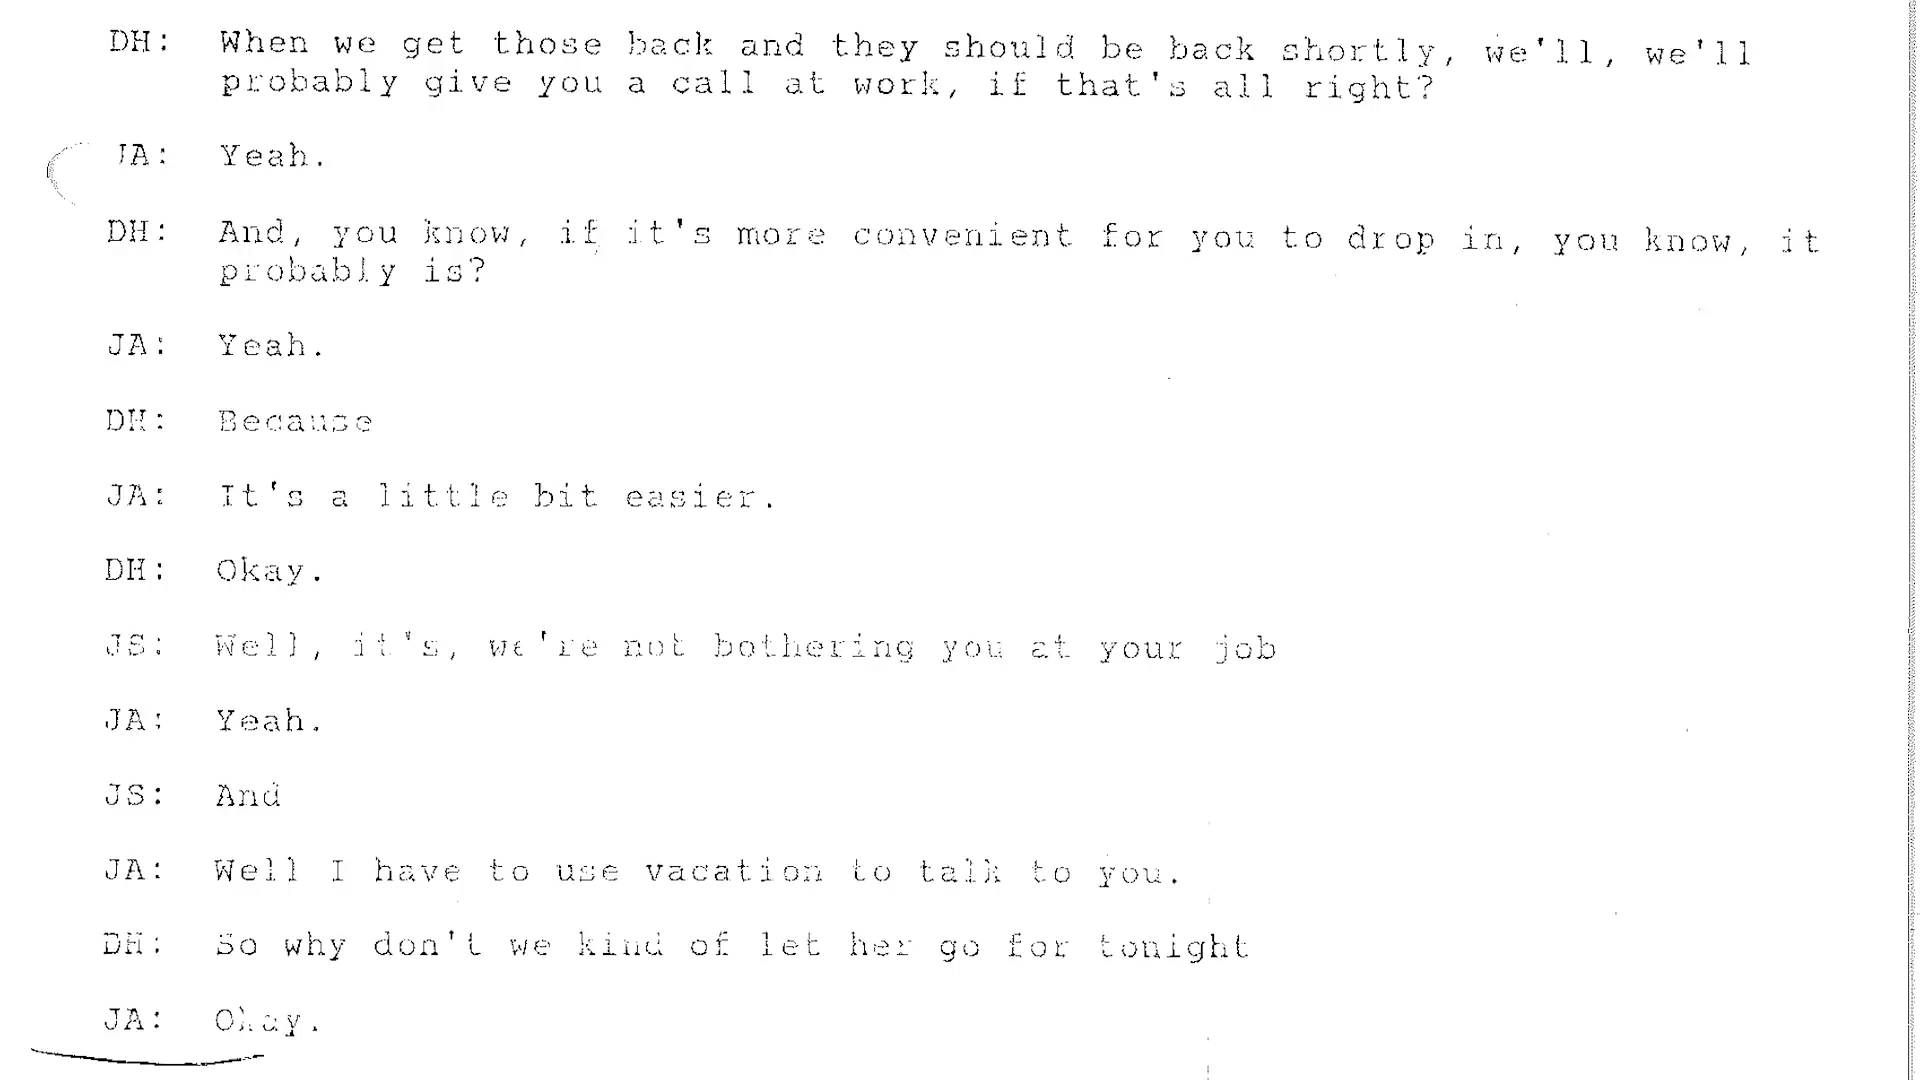 DH: When we get those back and they should be back shortly, we'll, we'll
probably give you a call at work, if that's all right?
JA: Yeah.
DH: And, you know, if it's more convenient for you to drop in, you know, it
probably is?
JA: Yeah.
DH: Because
JA: It's a little bit easier.
DH: Okay.
JS: Well, it's, we're not bothering you at your job
JA: Yeah.
JS: And
JA: Well I have to use vacation to talk to you.
DH: So why don't we kind of let her go for tonight
JA: Okay.